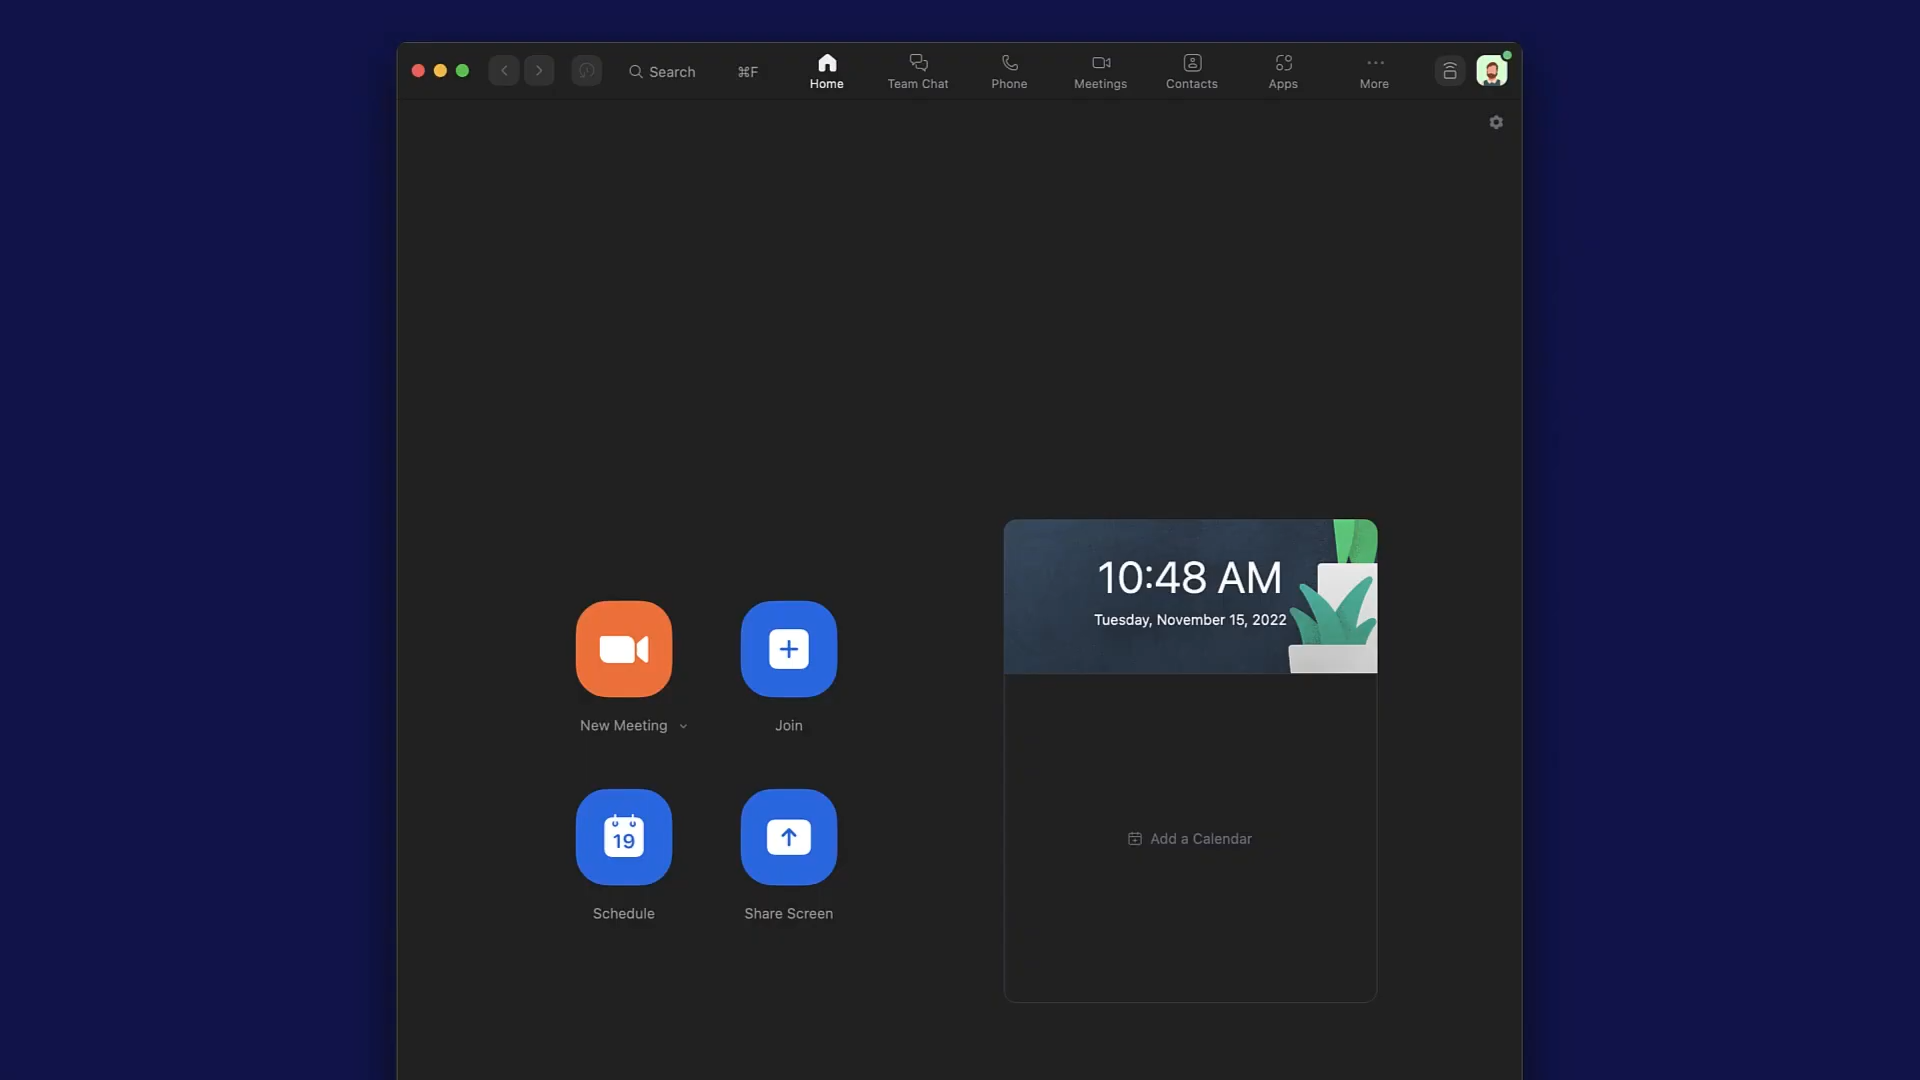 Search ⌘F
Home
Team Chat
Phone
Meetings
Contacts
Apps
More
10:48 AM
Tuesday, November 15, 2022
New Meeting
Join
19
Schedule
Share Screen
Add a Calendar